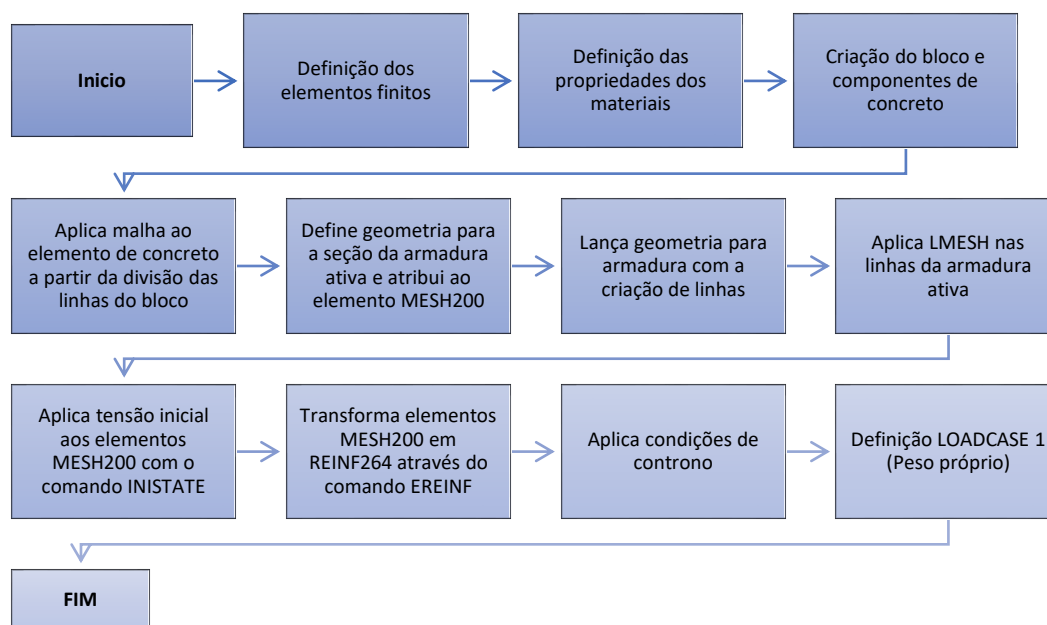 Inicio
Definição dos
elementos finitos
Definição das
propriedades dos
materiais
Criação do bloco e
componentes de
concreto
Aplica malha ao
elemento de concreto
a partir da divisão das
linhas do bloco
Define geometria para
a seção da armadura
ativa e atribui ao
elemento MESH200
Lança geometria para
armadura com a
criação de linhas
Aplica LMESH nas
linhas da armadura
ativa
Aplica tensão inicial
aos elementos
MESH200 com o
comando INISTATE
Transforma elementos
MESH200 em
REINF264 através do
comando EREINF
Aplica condições de
controno
Definição LOADCASE 1
(Peso próprio)
FIM